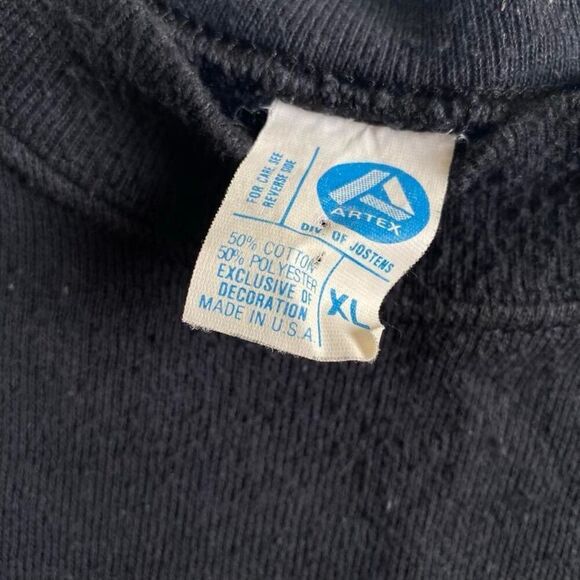 FOR CARE SEE
REVERSE SIDE
ARTEX
DIV. OF JOSTENS
50% COTTON
50% POLYESTER
EXCLUSIVE OF
DECORATION
MADE IN U.S.A.
XL